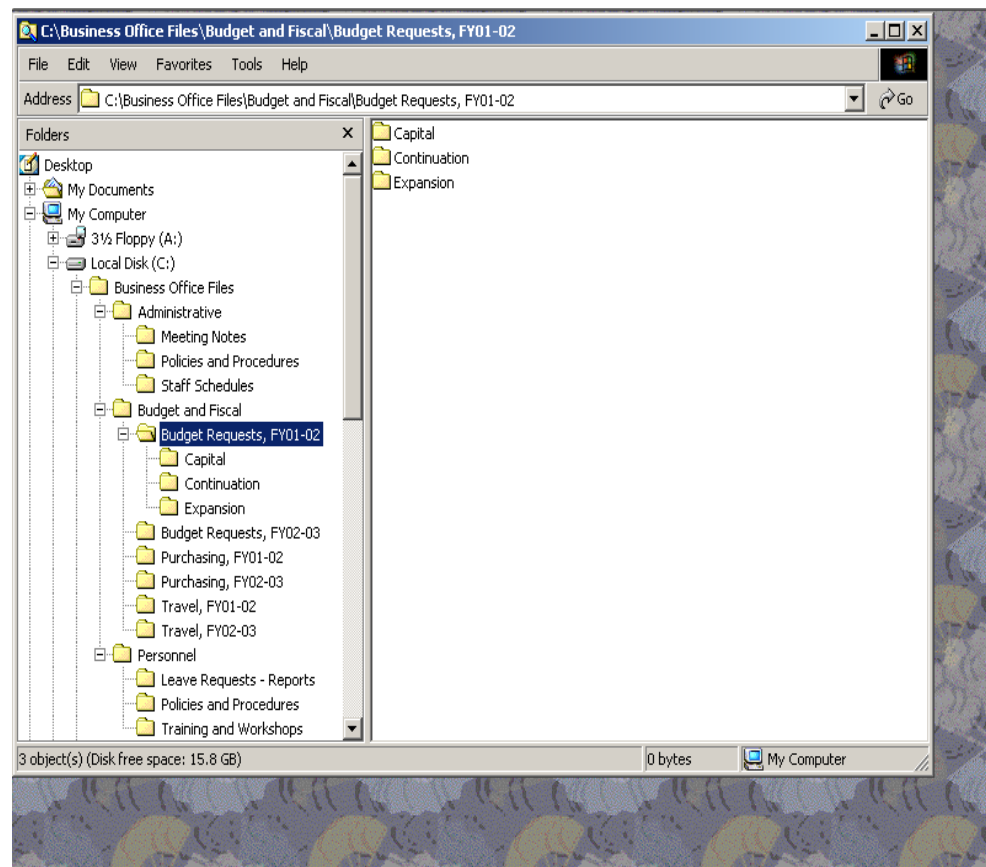 C:\Business Office Files\Budget and Fiscal\Budget Requests, FY01-02
File Edit View Favorites Tools Help
Address C:\Business Office Files\Budget and Fiscal\Budget Requests, FY01-02 Go
Folders x
Desktop
My Documents
My Computer
3½ Floppy (A:)
Local Disk (C:)
Business Office Files
Administrative
Meeting Notes
Policies and Procedures
Staff Schedules
Budget and Fiscal
Budget Requests, FY01-02
Capital
Continuation
Expansion
Budget Requests, FY02-03
Purchasing, FY01-02
Purchasing, FY02-03
Travel, FY01-02
Travel, FY02-03
Personnel
Leave Requests - Reports
Policies and Procedures
Training and Workshops
Capital
Continuation
Expansion
3 object(s) (Disk free space: 15.8 GB) 0 bytes My Computer